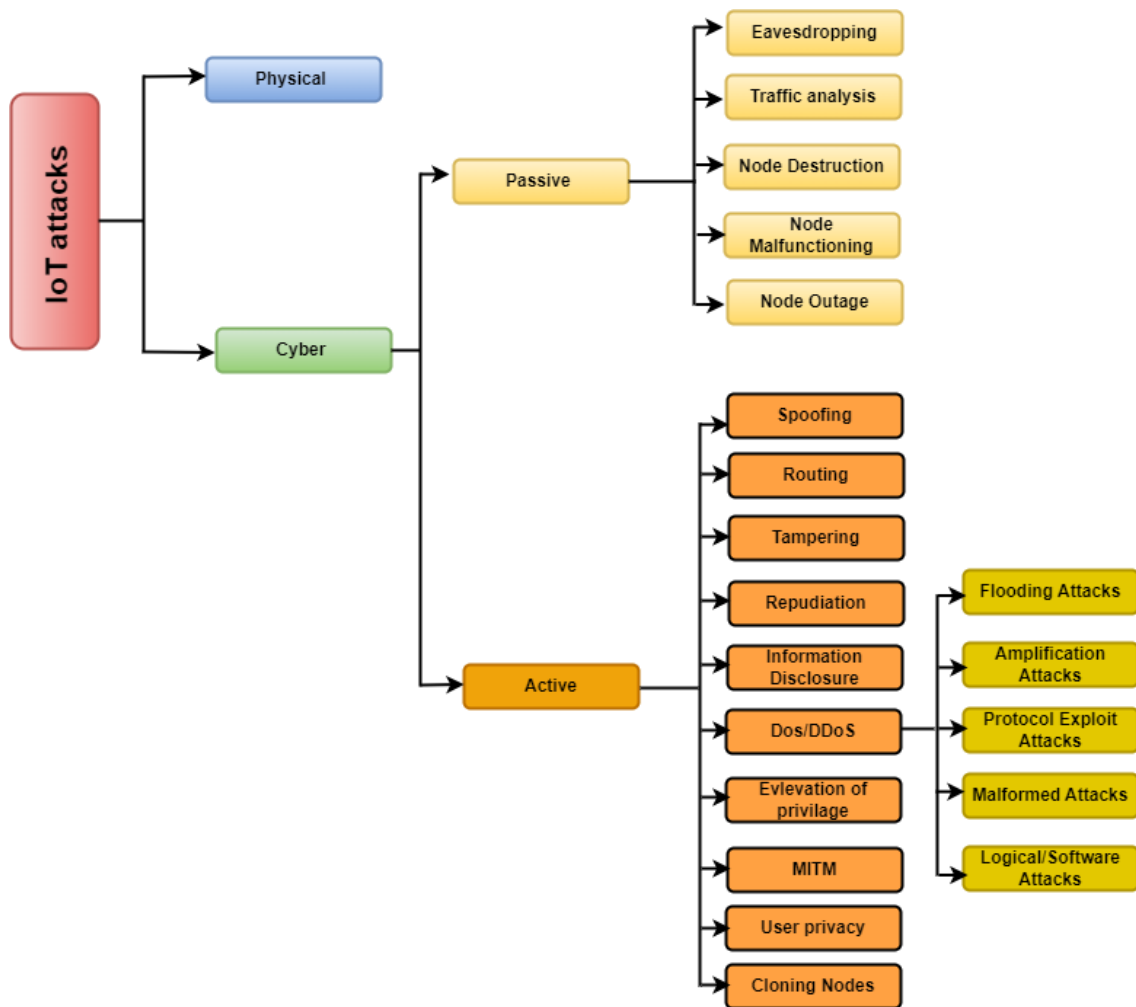 IoT attacks
Physical
Cyber
Passive
Eavesdropping
Traffic analysis
Node Destruction
Node
Malfunctioning
Node Outage
Active
Spoofing
Routing
Tampering
Repudiation
Information
Disclosure
Dos/DDoS
Evlevation of
privilage
MITM
User privacy
Cloning Nodes
Flooding Attacks
Amplification
Attacks
Protocol Exploit
Attacks
Malformed Attacks
Logical/Software
Attacks